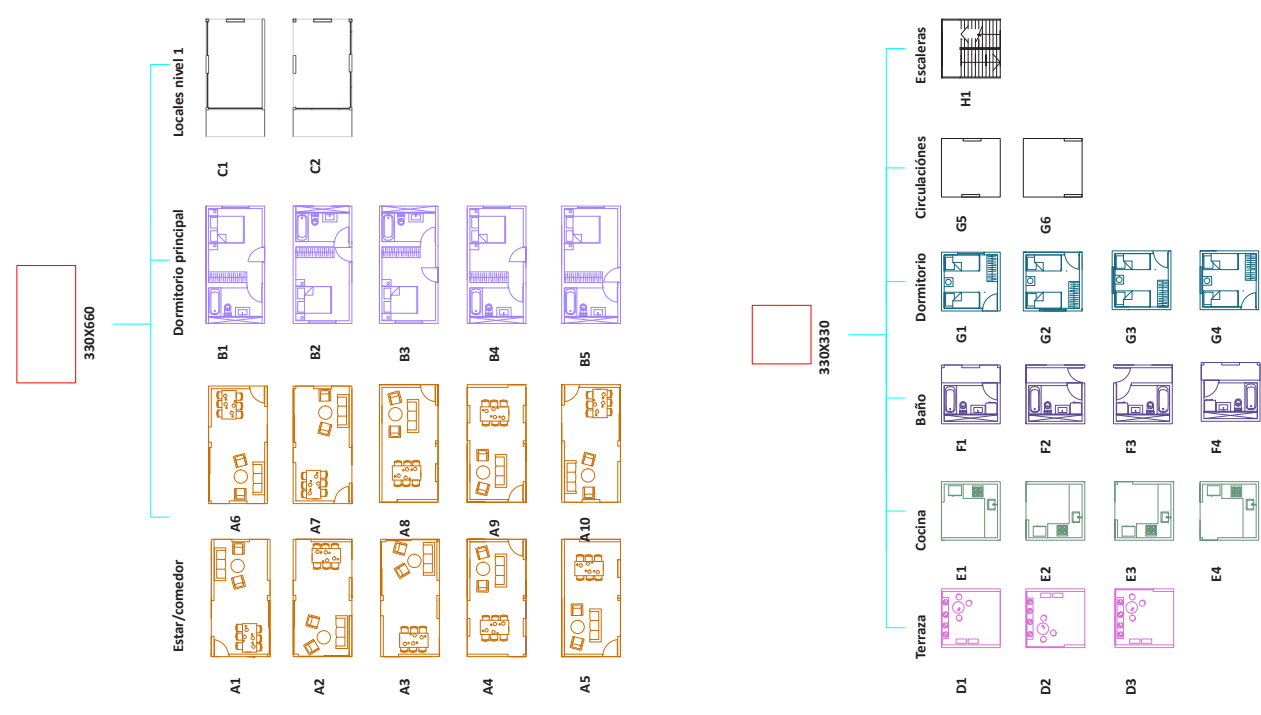 330X660
Estar/comedor
Dormitorio principal
Locales nivel 1
A1
A6
B1
C1
A2
A7
B2
C2
A3
A8
B3
A4
A9
B4
A5
A10
B5
330X330
Terraza
Cocina
Baño
Dormitorio
Circulaciónes
Escaleras
D1
E1
F1
G1
G5
H1
D2
E2
F2
G2
G6
D3
E3
F3
G3
E4
F4
G4